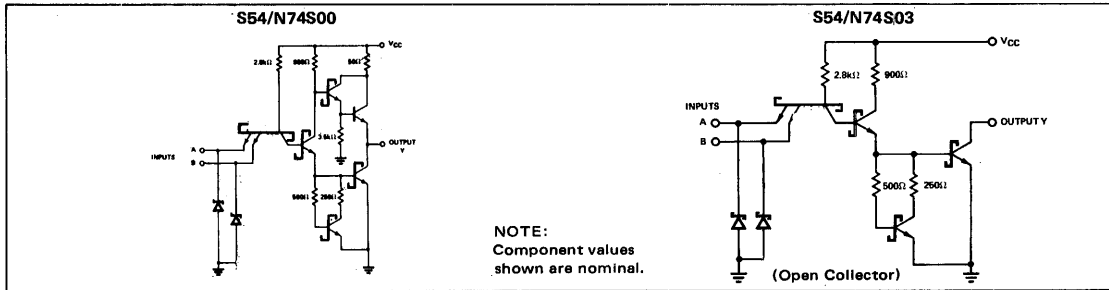 S54/N74S00
VCC
2.8kΩ
900Ω
50Ω
3.5kΩ
INPUTS
A
B
OUTPUT
Y
500Ω
250Ω
S54/N74S03
VCC
2.8kΩ
900Ω
INPUTS
A
B
OUTPUT Y
500Ω
250Ω
NOTE:
Component values
shown are nominal.
(Open Collector)